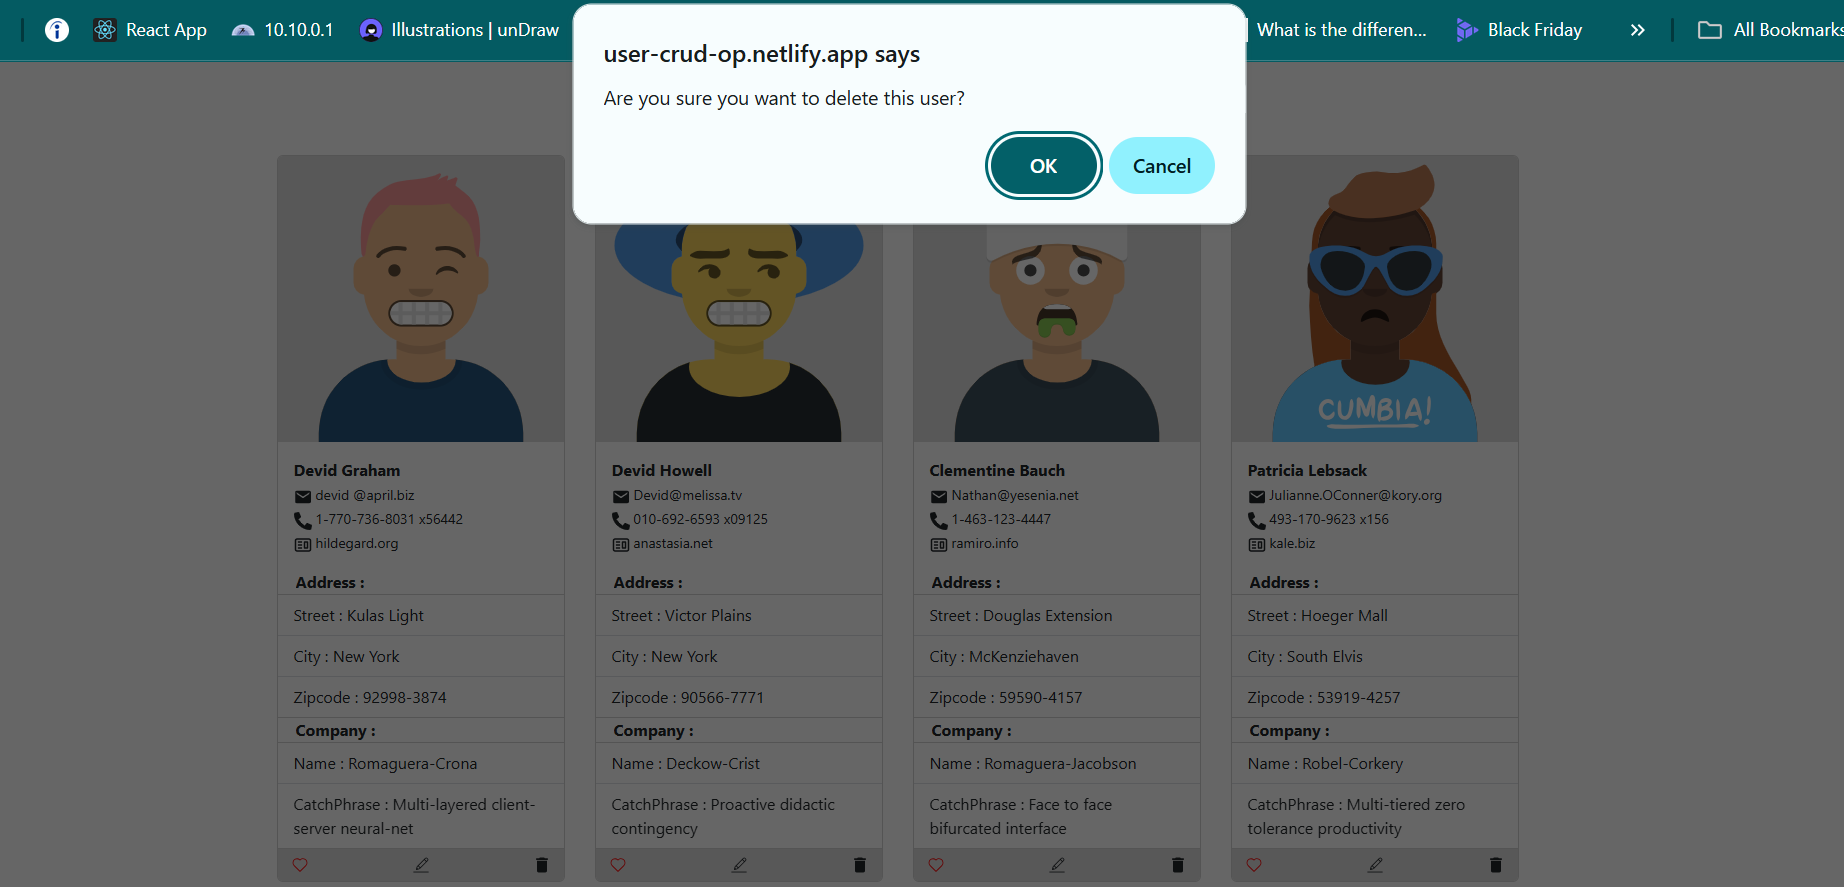 React App
10.10.0.1
Illustrations | unDraw
What is the differen...
Black Friday
All Bookmarks
user-crud-op.netlify.app says
Are you sure you want to delete this user?
OK
Cancel
CUMBIA!
Devid Graham
devid @april.biz
1-770-736-8031 x56442
hildegard.org
Address :
Street : Kulas Light
City : New York
Zipcode : 92998-3874
Company :
Name : Romaguera-Crona
CatchPhrase : Multi-layered client-
server neural-net
Devid Howell
Devid@melissa.tv
010-692-6593 x09125
anastasia.net
Address :
Street : Victor Plains
City : New York
Zipcode : 90566-7771
Company :
Name : Deckow-Crist
CatchPhrase : Proactive didactic
contingency
Clementine Bauch
Nathan@yesenia.net
1-463-123-4447
ramiro.info
Address :
Street : Douglas Extension
City : McKenziehaven
Zipcode : 59590-4157
Company :
Name : Romaguera-Jacobson
CatchPhrase : Face to face
bifurcated interface
Patricia Lebsack
Julianne.OConner@kory.org
493-170-9623 x156
kale.biz
Address :
Street : Hoeger Mall
City : South Elvis
Zipcode : 53919-4257
Company :
Name : Robel-Corkery
CatchPhrase : Multi-tiered zero
tolerance productivity